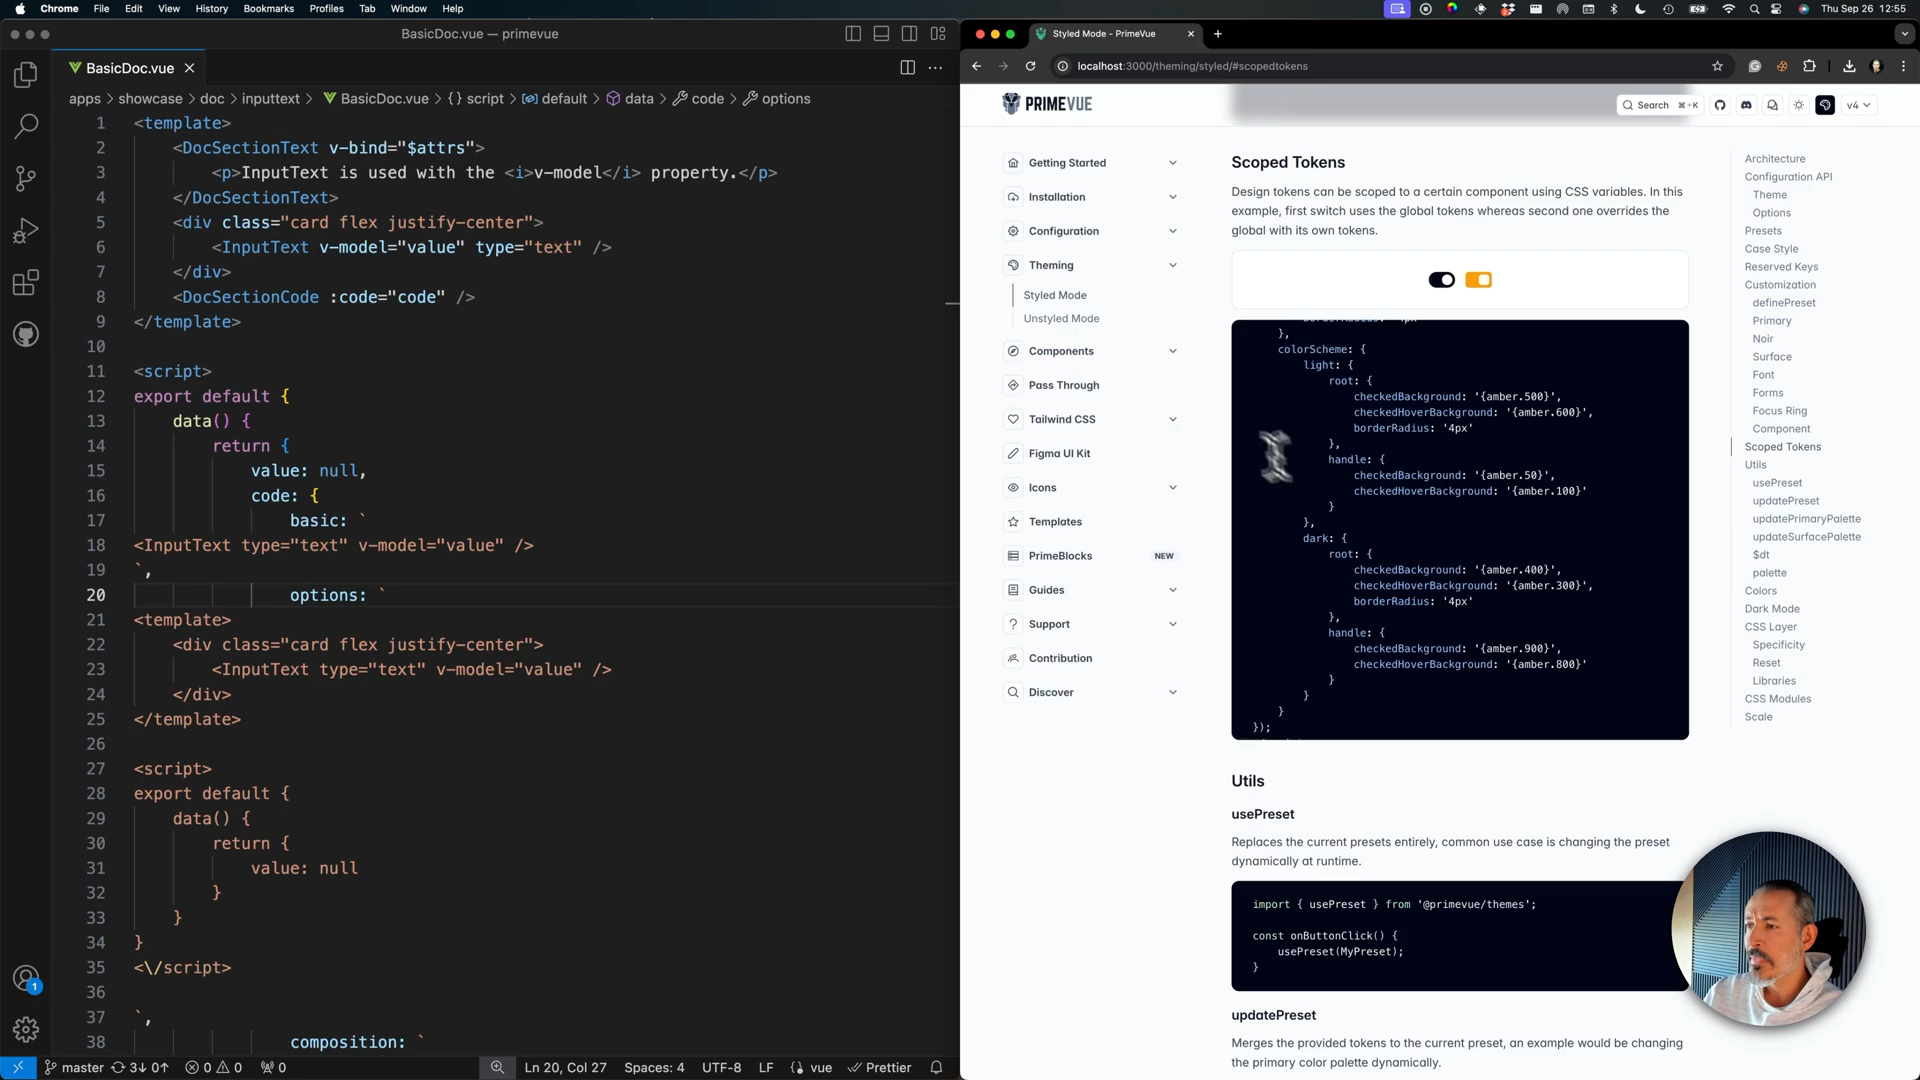 Chrome File Edit View History Bookmarks Profiles Tab Window Help
Thu Sep 26 12:55
BasicDoc.vue — primevue
BasicDoc.vue
apps > showcase > doc > inputtext > BasicDoc.vue > {} script > default > data > code > options
1 <template>
2 <DocSectionText v-bind="$attrs">
3 <p>InputText is used with the <i>v-model</i> property.</p>
4 </DocSectionText>
5 <div class="card flex justify-center">
6 <InputText v-model="value" type="text" />
7 </div>
8 <DocSectionCode :code="code" />
9 </template>
10
11 <script>
12 export default {
13 data() {
14 return {
15 value: null,
16 code: {
17 basic: `
18 <InputText type="text" v-model="value" />
19 `,
20 options: `
21 <template>
22 <div class="card flex justify-center">
23 <InputText type="text" v-model="value" />
24 </div>
25 </template>
26
27 <script>
28 export default {
29 data() {
30 return {
31 value: null
32 }
33 }
34 }
35 <\/script>
36
37 `,
38 composition: `
1
master 3↓ 0↑ 0 0 0 Ln 20, Col 27 Spaces: 4 UTF-8 LF {} vue Prettier
Styled Mode - PrimeVue
localhost:3000/theming/styled/#scopedtokens
PRIMEVUE
Search ⌘+K
v4
Getting Started
Installation
Configuration
Theming
Styled Mode
Unstyled Mode
Components
Pass Through
Tailwind CSS
Figma UI Kit
Icons
Templates
PrimeBlocks NEW
Guides
Support
Contribution
Discover
Scoped Tokens
Design tokens can be scoped to a certain component using CSS variables. In this
example, first switch uses the global tokens whereas second one overrides the
global with its own tokens.
},
colorScheme: {
light: {
root: {
checkedBackground: '{amber.500}',
checkedHoverBackground: '{amber.600}',
borderRadius: '4px'
},
handle: {
checkedBackground: '{amber.50}',
checkedHoverBackground: '{amber.100}'
}
},
dark: {
root: {
checkedBackground: '{amber.400}',
checkedHoverBackground: '{amber.300}',
borderRadius: '4px'
},
handle: {
checkedBackground: '{amber.900}',
checkedHoverBackground: '{amber.800}'
}
}
}
});
Utils
usePreset
Replaces the current presets entirely, common use case is changing the preset
dynamically at runtime.
import { usePreset } from '@primevue/themes';
const onButtonClick() {
usePreset(MyPreset);
}
updatePreset
Merges the provided tokens to the current preset, an example would be changing
the primary color palette dynamically.
Architecture
Configuration API
Theme
Options
Presets
Case Style
Reserved Keys
Customization
definePreset
Primary
Noir
Surface
Font
Forms
Focus Ring
Component
Scoped Tokens
Utils
usePreset
updatePreset
updatePrimaryPalette
updateSurfacePalette
$dt
palette
Colors
Dark Mode
CSS Layer
Specificity
Reset
Libraries
CSS Modules
Scale